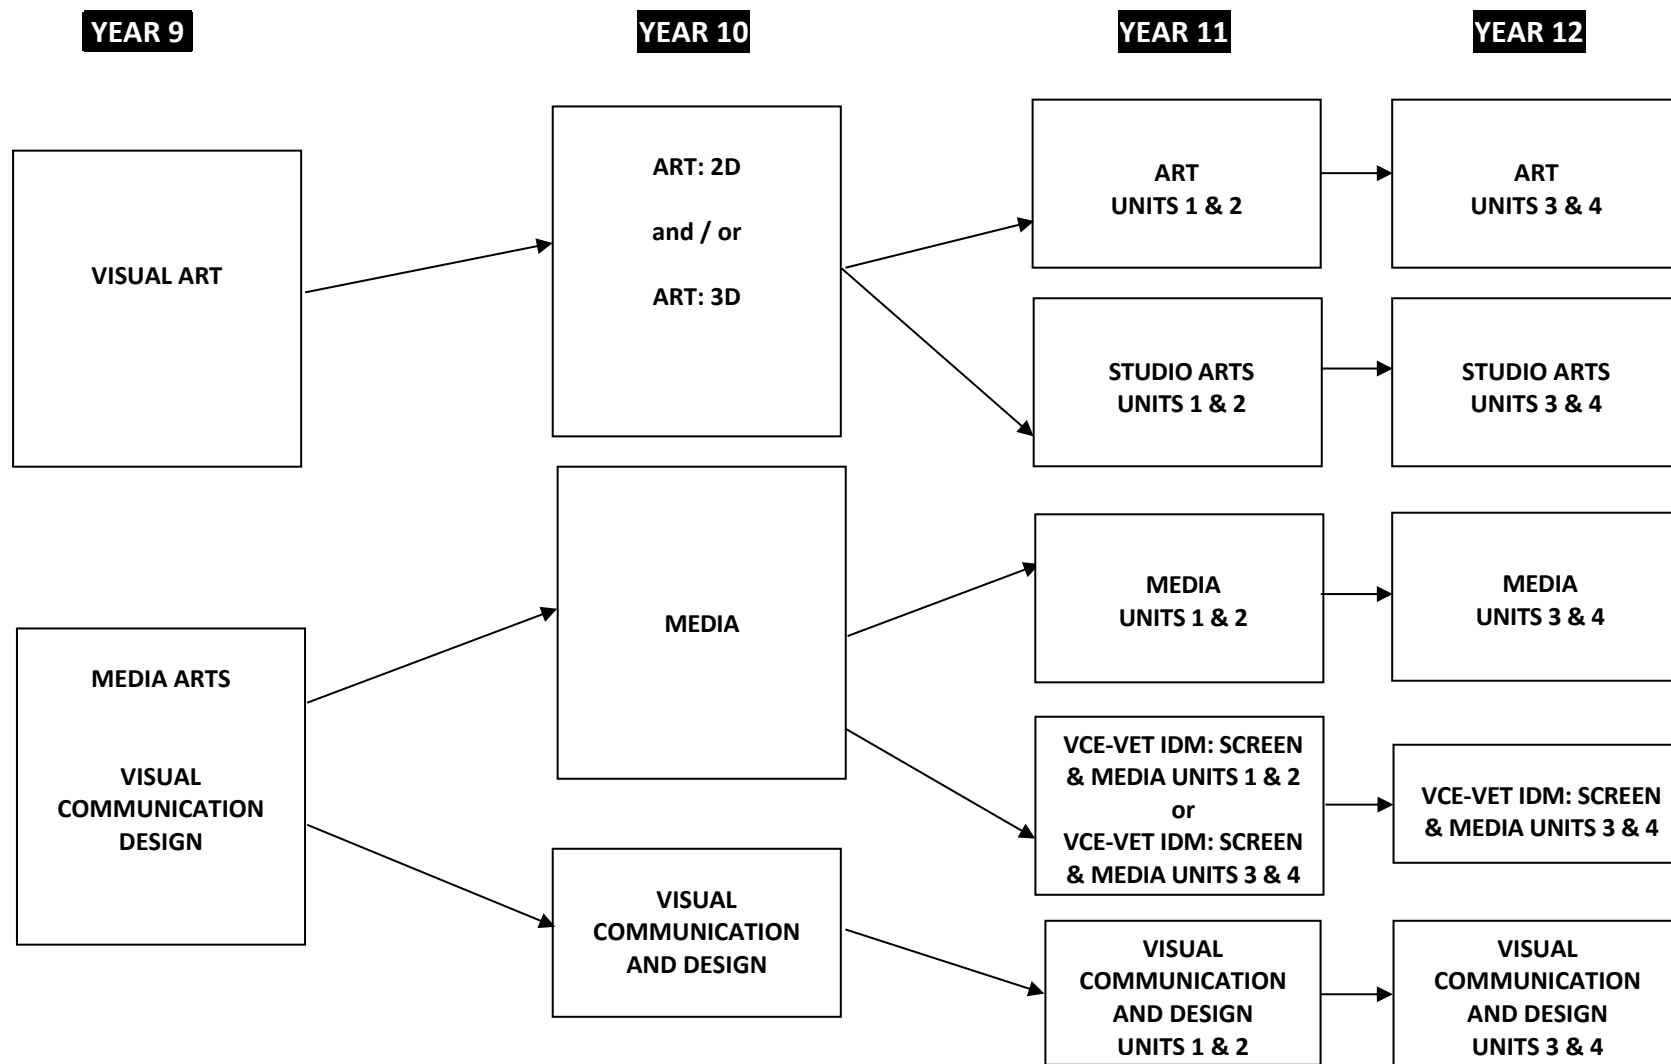 YEAR 9
YEAR 10
YEAR 11
YEAR 12
VISUAL ART
ART: 2D
and / or
ART: 3D
ART
UNITS 1 & 2
ART
UNITS 3 & 4
STUDIO ARTS
UNITS 1 & 2
STUDIO ARTS
UNITS 3 & 4
MEDIA ARTS
VISUAL
COMMUNICATION
DESIGN
MEDIA
MEDIA
UNITS 1 & 2
MEDIA
UNITS 3 & 4
VCE-VET IDM: SCREEN
& MEDIA UNITS 1 & 2
or
VCE-VET IDM: SCREEN
& MEDIA UNITS 3 & 4
VCE-VET IDM: SCREEN
& MEDIA UNITS 3 & 4
VISUAL
COMMUNICATION
AND DESIGN
VISUAL
COMMUNICATION
AND DESIGN
UNITS 1 & 2
VISUAL
COMMUNICATION
AND DESIGN
UNITS 3 & 4